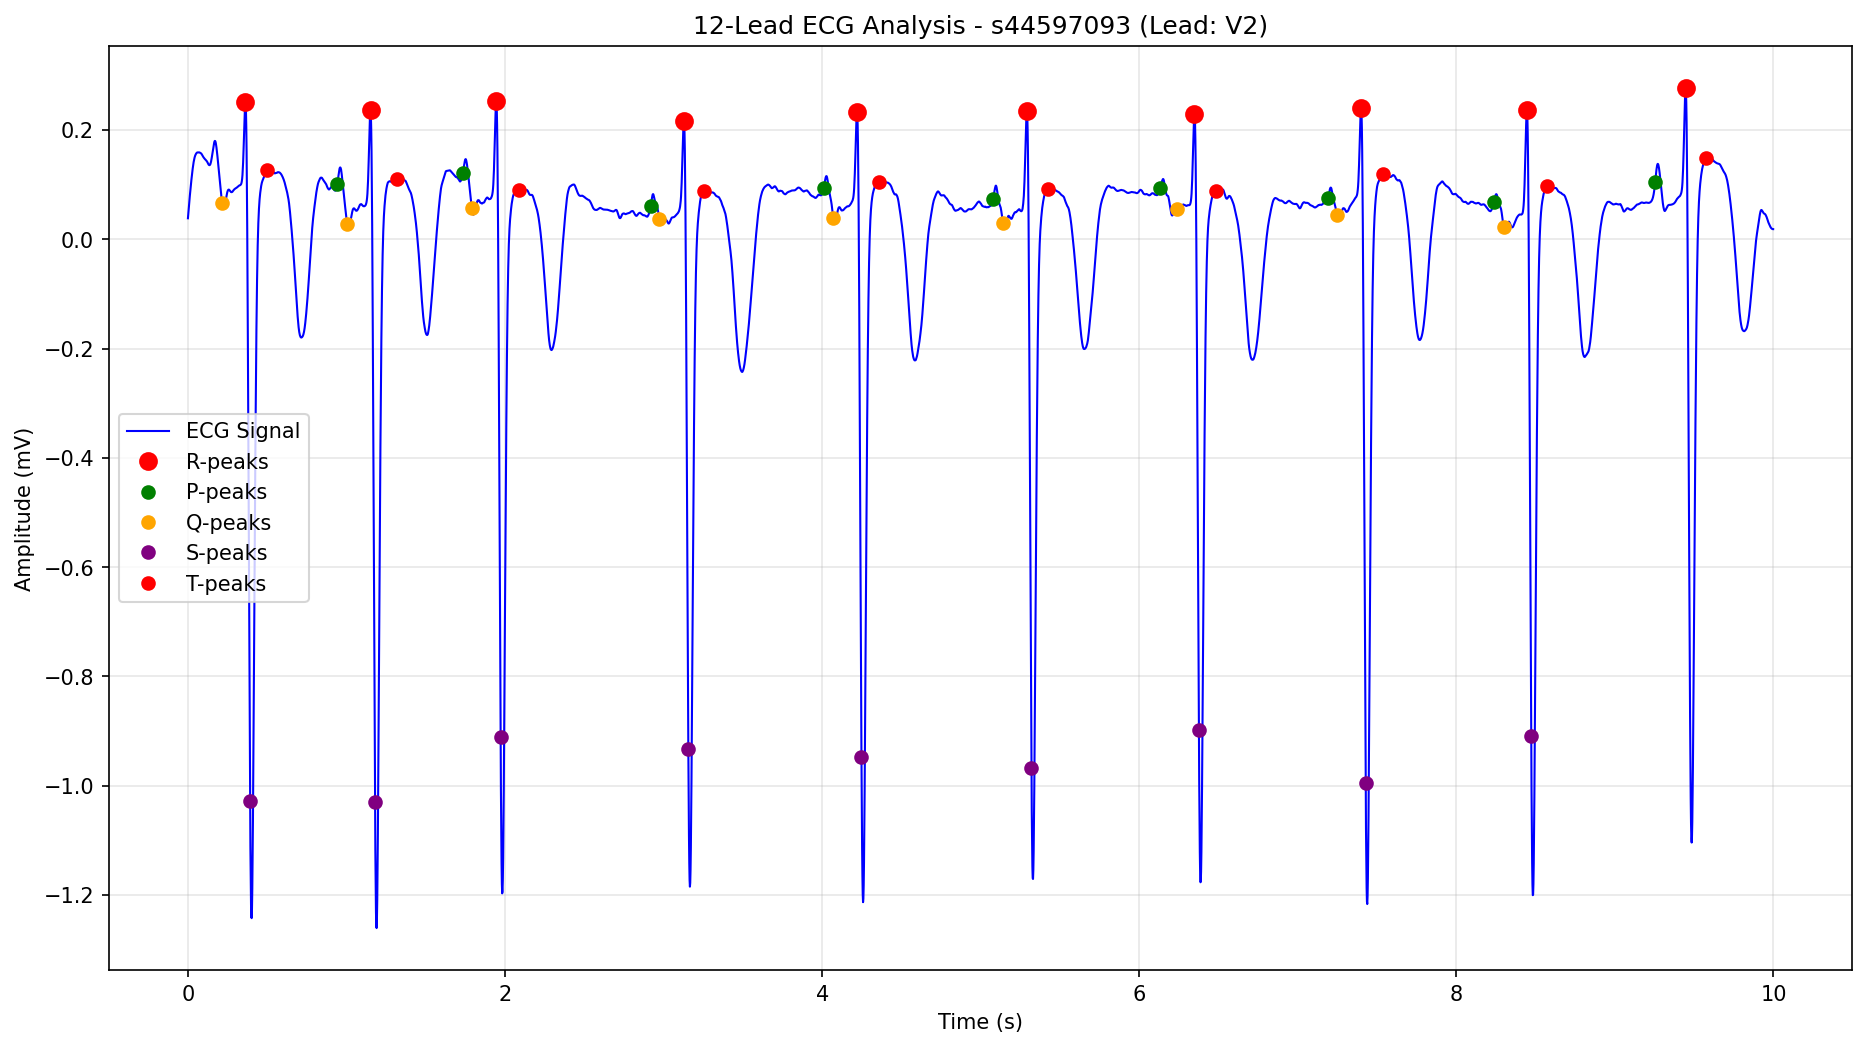 12-Lead ECG Analysis - s44597093 (Lead: V2)
Amplitude (mV)
0.2
0.0
−0.2
−0.4
−0.6
−0.8
−1.0
−1.2
ECG Signal
R-peaks
P-peaks
Q-peaks
S-peaks
T-peaks
0 2 4 6 8 10
Time (s)